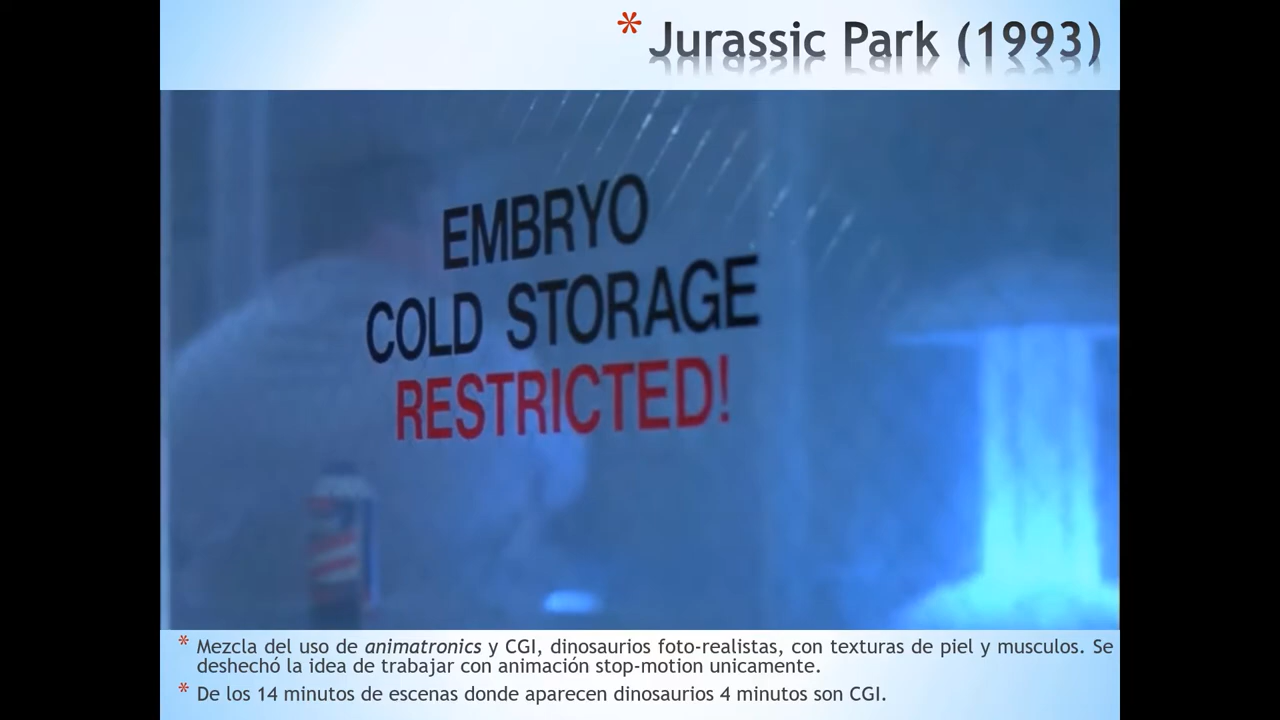 * Jurassic Park (1993)
EMBRYO
COLD STORAGE
RESTRICTED!
* Mezcla del uso de animatronics y CGI, dinosaurios foto-realistas, con texturas de piel y musculos. Se
deshechó la idea de trabajar con animación stop-motion unicamente.
* De los 14 minutos de escenas donde aparecen dinosaurios 4 minutos son CGI.